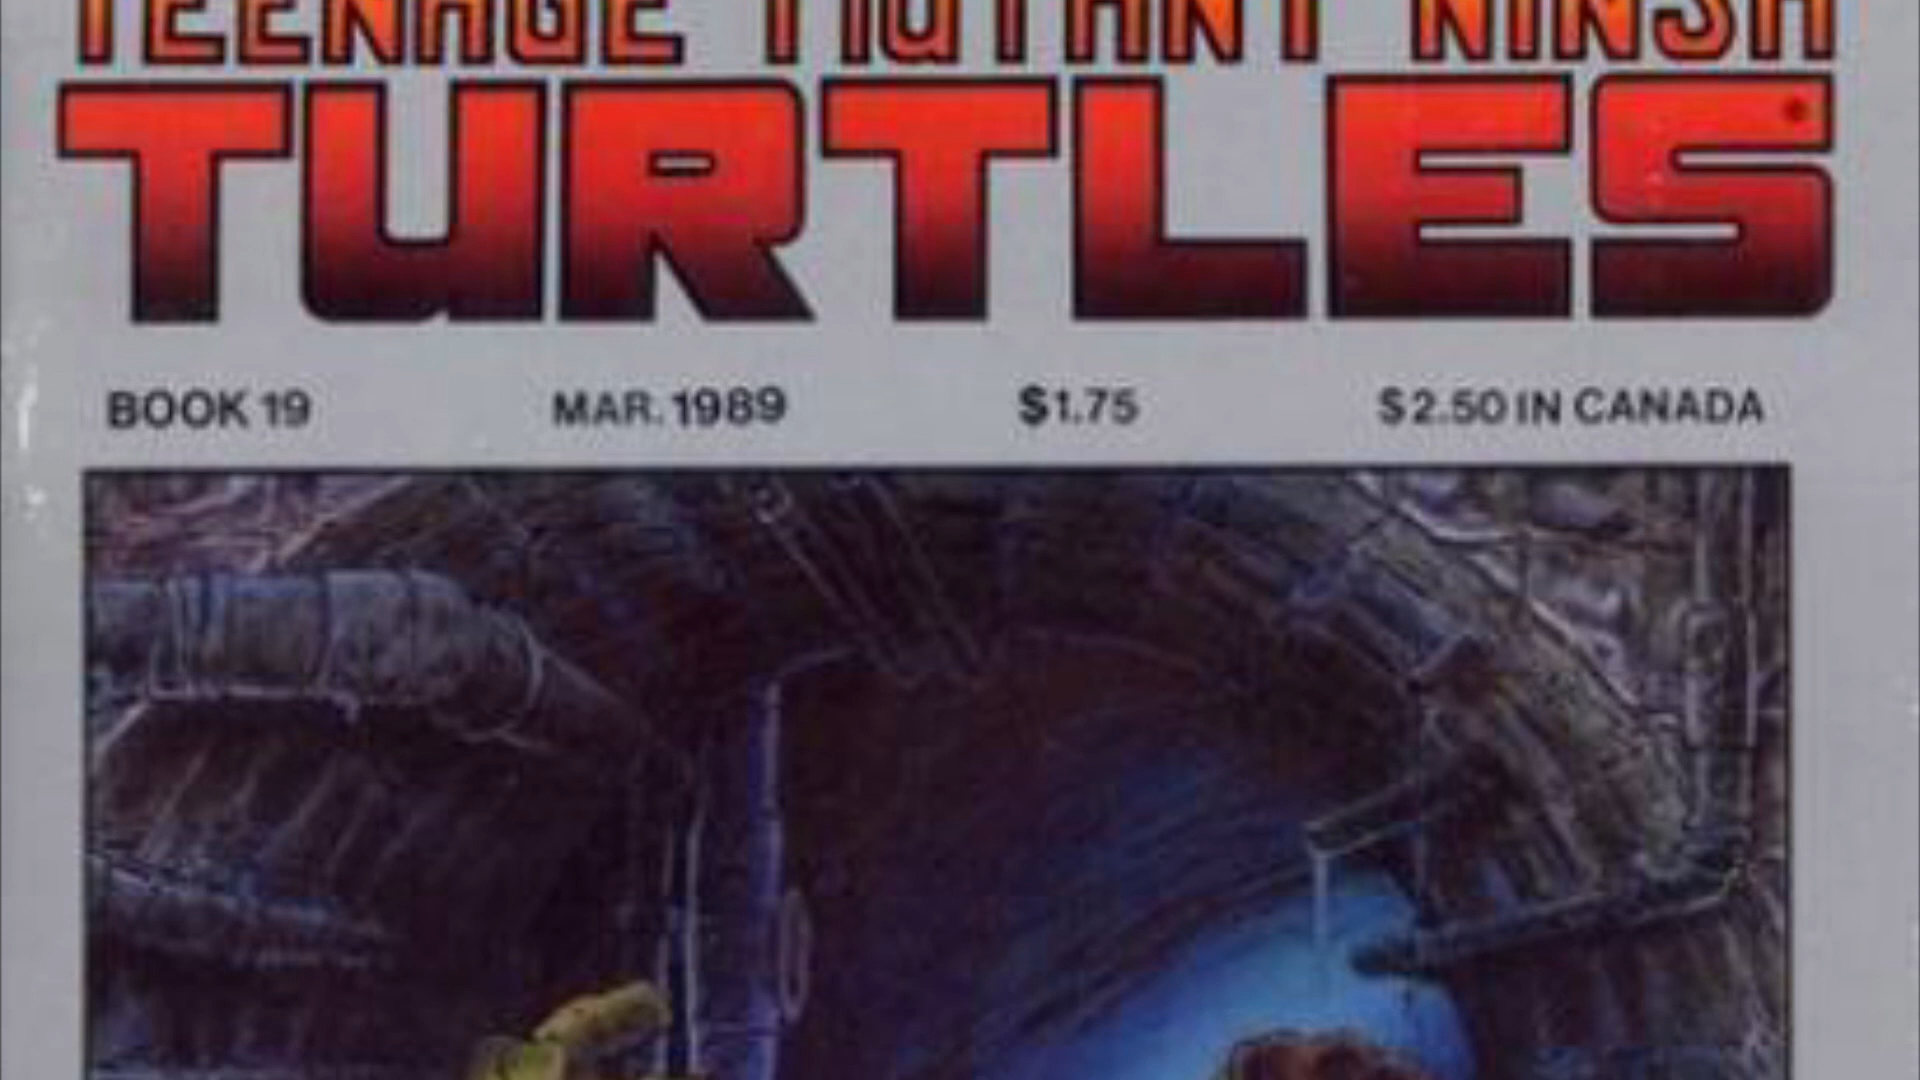 TEENAGE MUTANT NINJA
TURTLES®
BOOK 19 MAR. 1989 $1.75 $2.50 IN CANADA